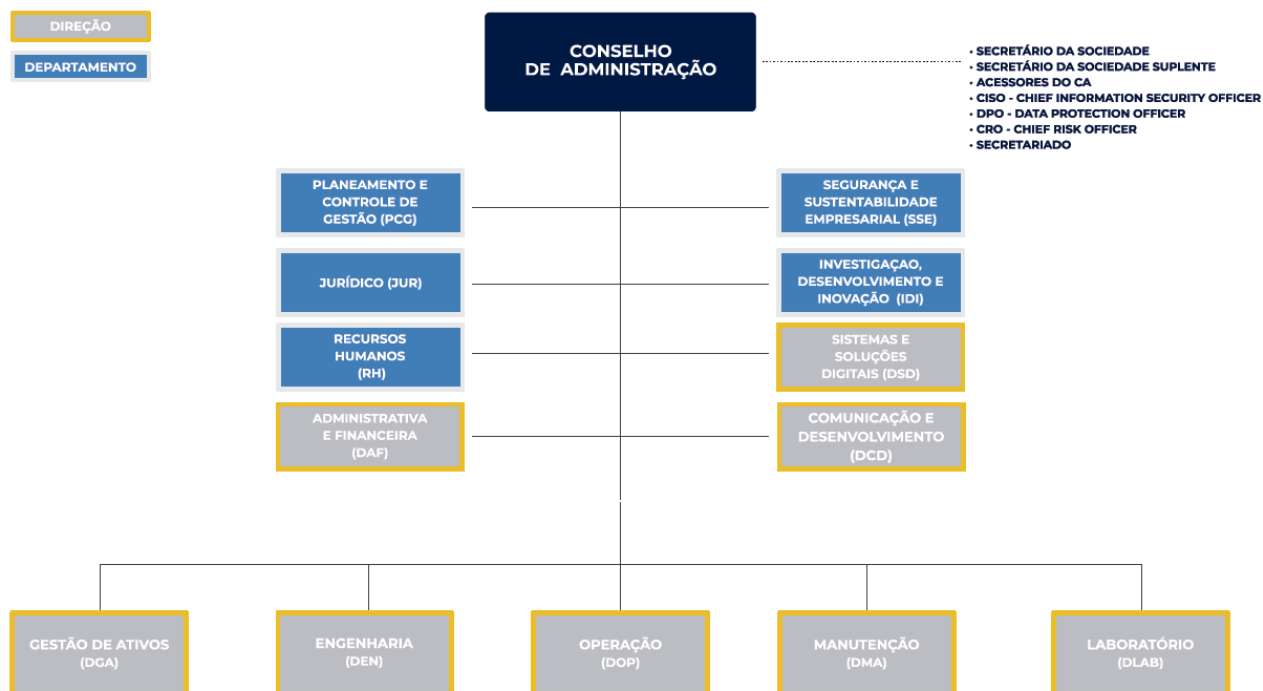 DIREÇÃO
DEPARTAMENTO
CONSELHO
DE ADMINISTRAÇÃO
• SECRETÁRIO DA SOCIEDADE
• SECRETÁRIO DA SOCIEDADE SUPLENTE
• ACESSORES DO CA
• CISO - CHIEF INFORMATION SECURITY OFFICER
• DPO - DATA PROTECTION OFFICER
• CRO - CHIEF RISK OFFICER
• SECRETARIADO
PLANEAMENTO E
CONTROLE DE
GESTÃO (PCG)
SEGURANÇA E
SUSTENTABILIDADE
EMPRESARIAL (SSE)
JURÍDICO (JUR)
INVESTIGAÇAO,
DESENVOLVIMENTO E
INOVAÇÃO (IDI)
RECURSOS
HUMANOS
(RH)
SISTEMAS E
SOLUÇÕES
DIGITAIS (DSD)
ADMINISTRATIVA
E FINANCEIRA
(DAF)
COMUNICAÇÃO E
DESENVOLVIMENTO
(DCD)
GESTÃO DE ATIVOS
(DGA)
ENGENHARIA
(DEN)
OPERAÇÃO
(DOP)
MANUTENÇÃO
(DMA)
LABORATÓRIO
(DLAB)